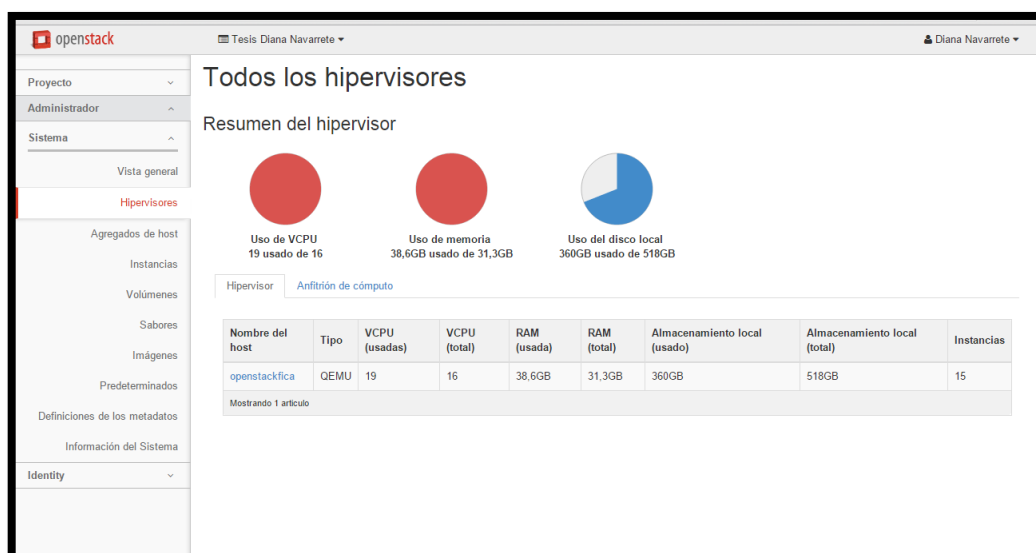 openstack
Tesis Diana Navarrete
Diana Navarrete
Proyecto
Administrador
Sistema
Vista general
Hipervisores
Agregados de host
Instancias
Volúmenes
Sabores
Imágenes
Predeterminados
Definiciones de los metadatos
Información del Sistema
Identity
Todos los hipervisores
Resumen del hipervisor
Uso de VCPU
19 usado de 16
Uso de memoria
38,6GB usado de 31,3GB
Uso del disco local
360GB usado de 518GB
Hipervisor Anfitrión de cómputo
Nombre del host Tipo VCPU (usadas) VCPU (total) RAM (usada) RAM (total) Almacenamiento local (usado) Almacenamiento local (total) Instancias
openstackfica QEMU 19 16 38,6GB 31,3GB 360GB 518GB 15
Mostrando 1 articulo